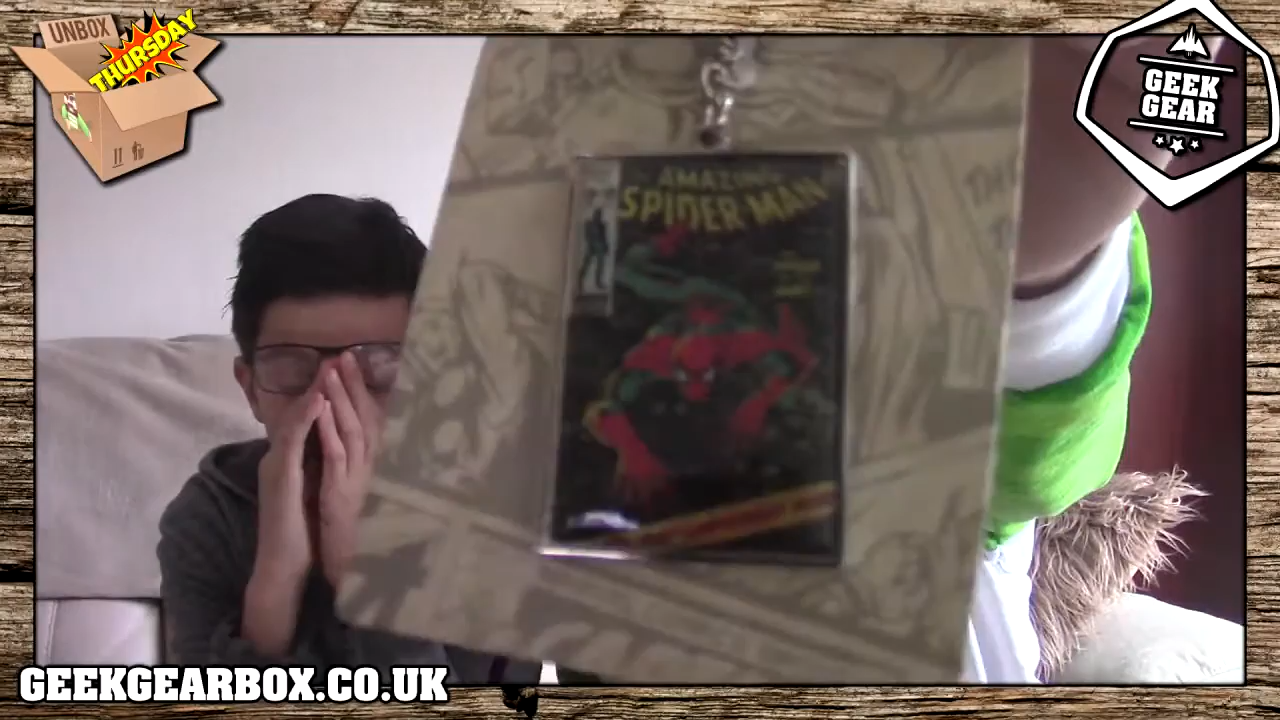 UNBOX
THURSDAY
GEEK
GEAR
AMAZING
SPIDER-MAN
GEEKGEARBOX.CO.UK